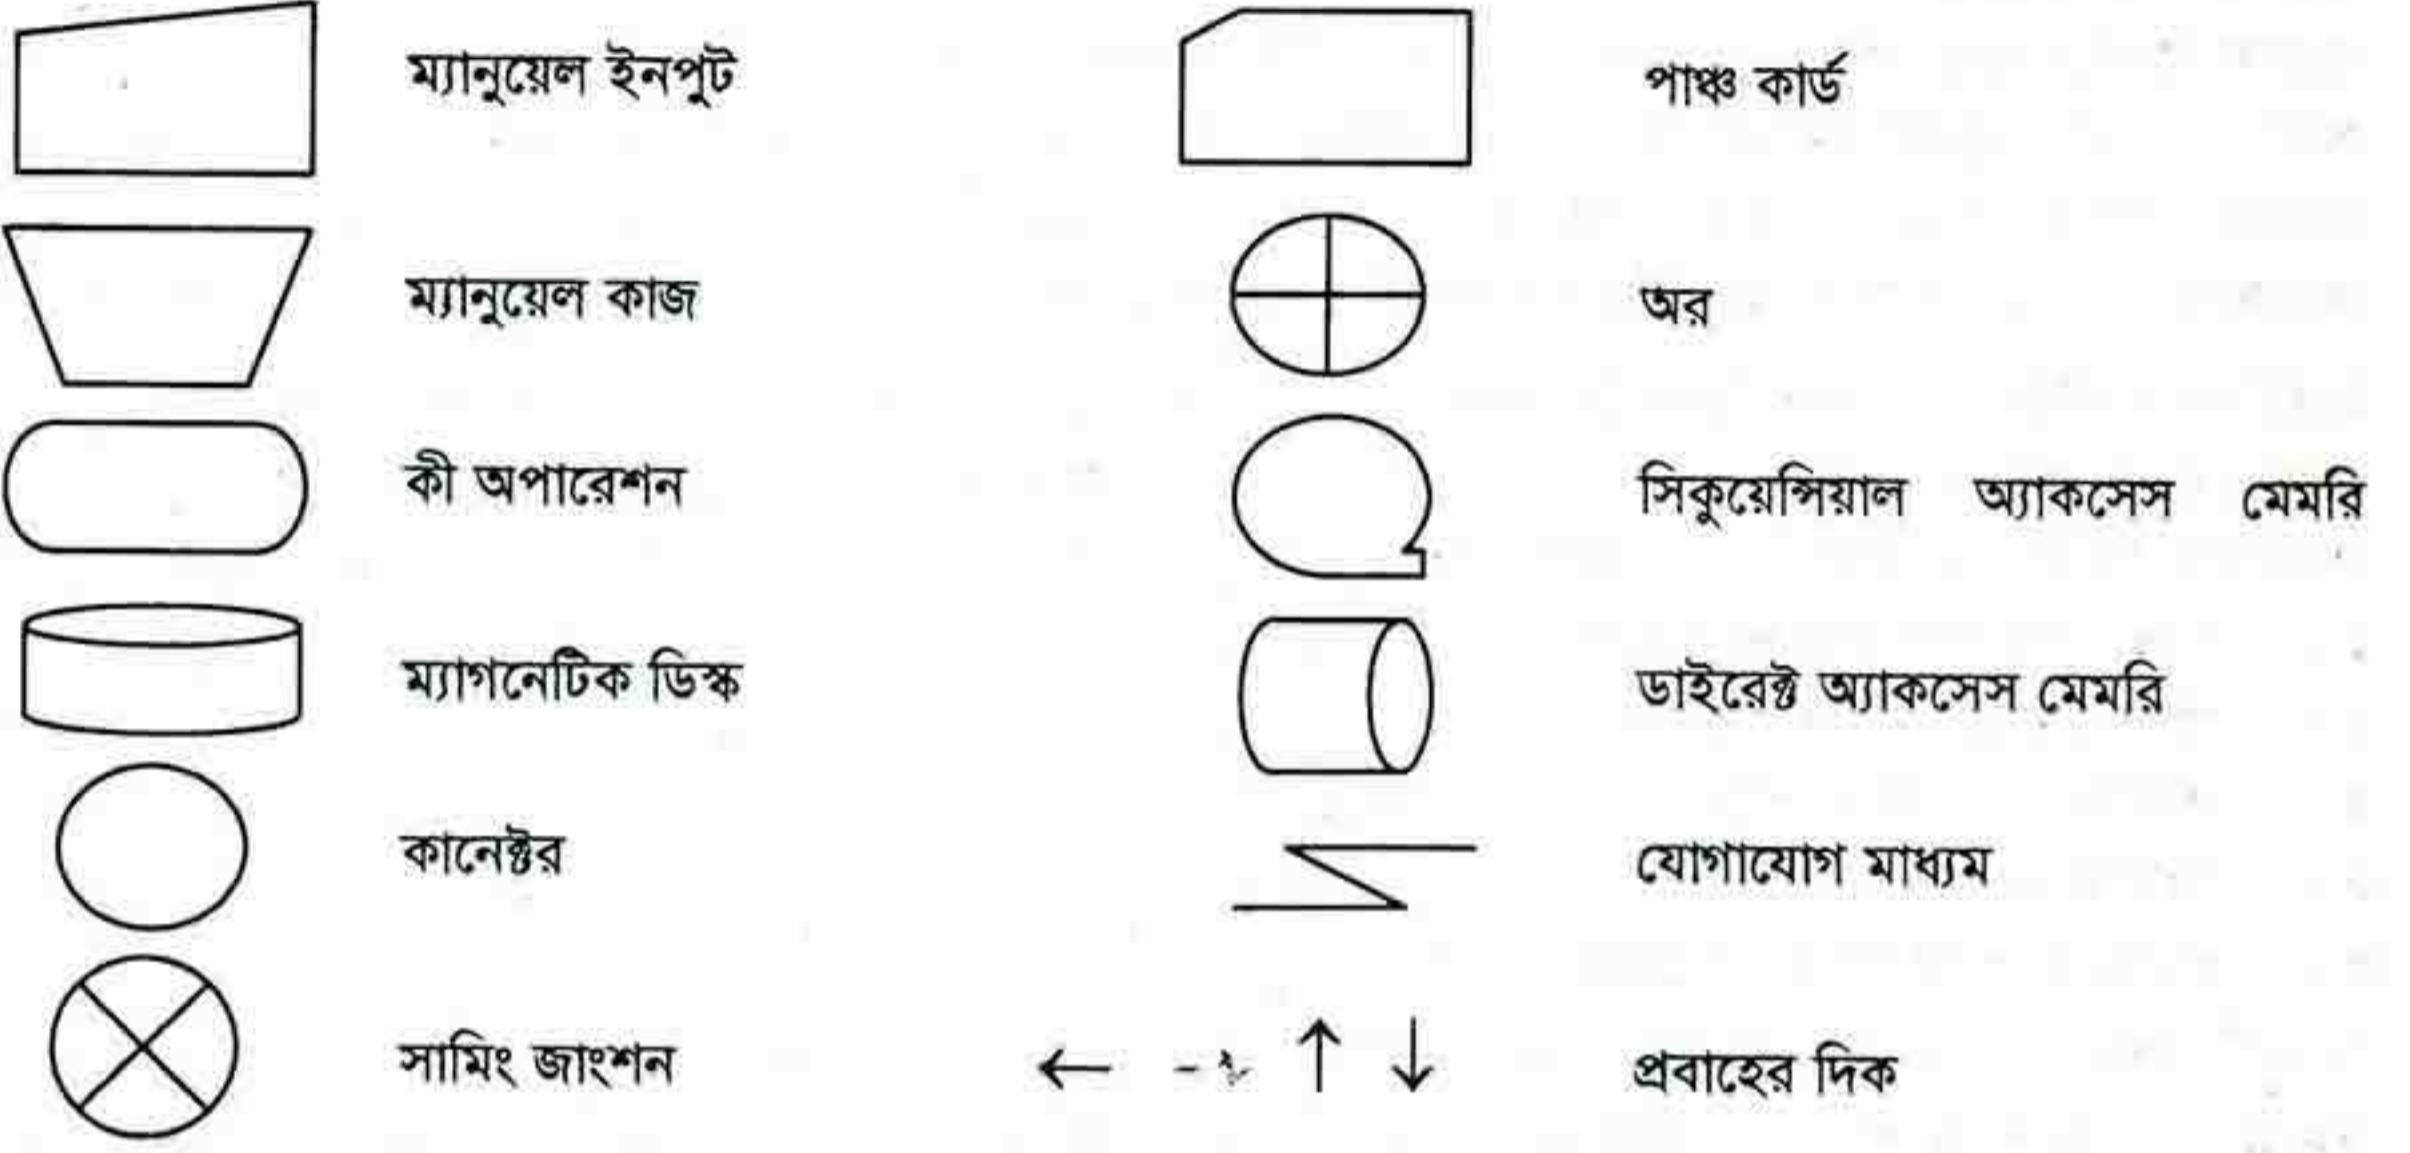 ম্যানুয়েল ইনপুট
পাঞ্চ কার্ড
ম্যানুয়েল কাজ
অর
কী অপারেশন
সিকুয়েন্সিয়াল অ্যাকসেস মেমরি
ম্যাগনেটিক ডিস্ক
ডাইরেক্ট অ্যাকসেস মেমরি
কানেক্টর
যোগাযোগ মাধ্যম
সামিং জাংশন
প্রবাহের দিক